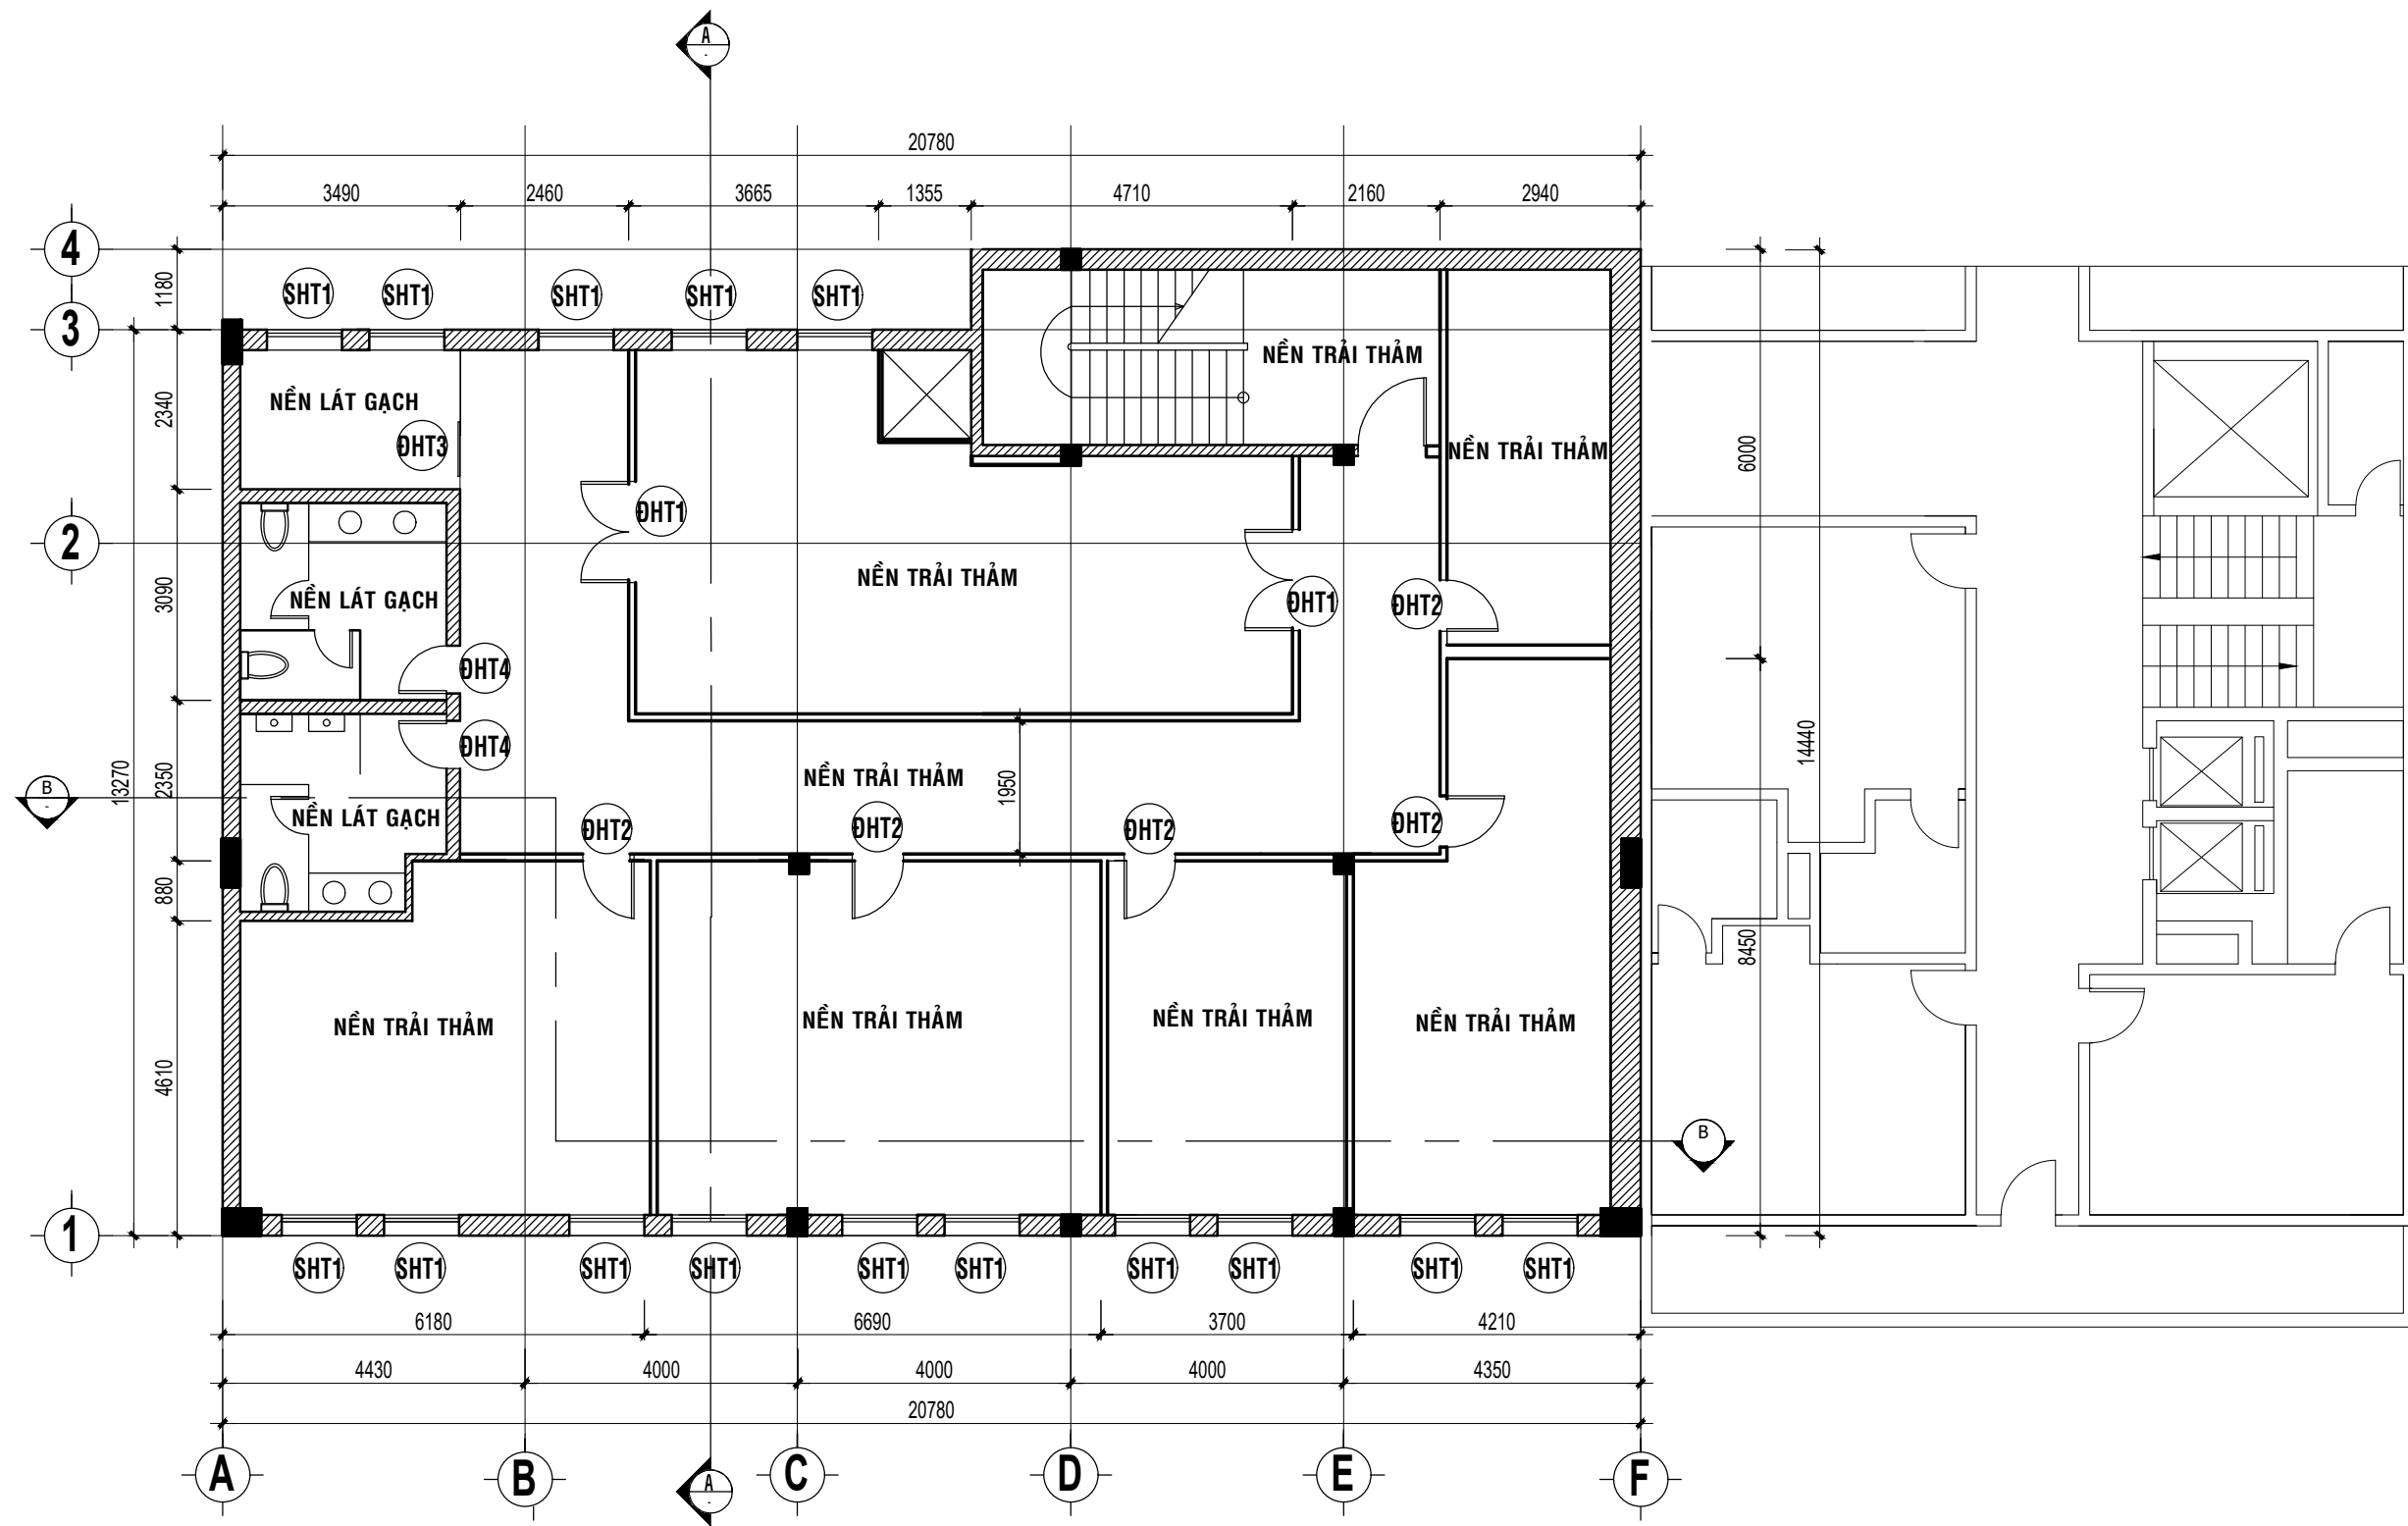 A
-
20780
3490 2460 3665 1355 4710 2160 2940
4
1180
SHT1 SHT1 SHT1 SHT1 SHT1
3
NỀN TRẢI THẢM
2340
NỀN LÁT GẠCH
ĐHT3
NỀN TRẢI THẢM
6000
ĐHT1
2
NỀN TRẢI THẢM
3090
NỀN LÁT GẠCH
ĐHT1
ĐHT2
ĐHT4
ĐHT4
14440
13270
2350
NỀN TRẢI THẢM
1950
B
-
NỀN LÁT GẠCH
ĐHT2 ĐHT2 ĐHT2 ĐHT2
880
8450
NỀN TRẢI THẢM NỀN TRẢI THẢM NỀN TRẢI THẢM NỀN TRẢI THẢM
4610
B
1
SHT1 SHT1 SHT1 SHT1 SHT1 SHT1 SHT1 SHT1 SHT1 SHT1
6180 6690 3700 4210
4430 4000 4000 4000 4350
20780
A B C D E F
A
-